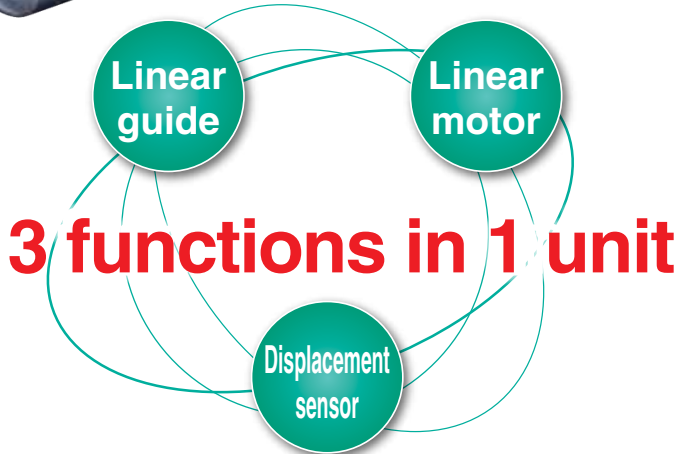 Linear
guide
Linear
motor
3 functions in 1 unit
Displacement
sensor